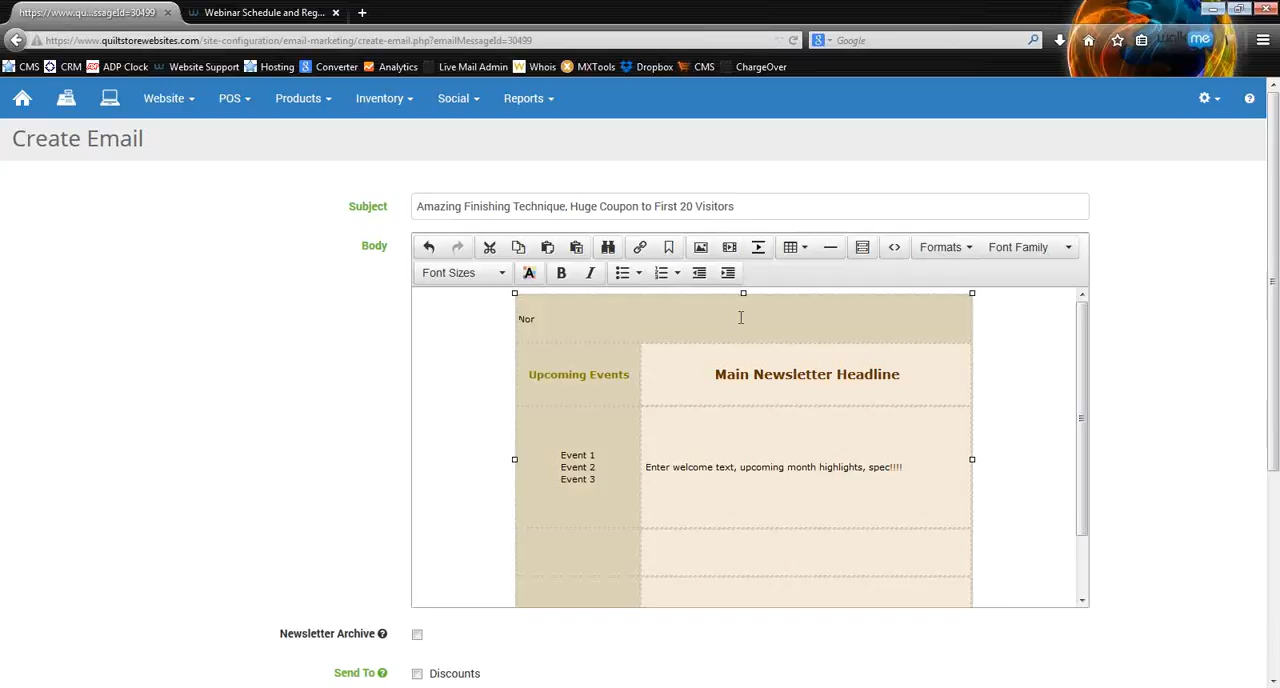 https://www.qu...ssageId=30499
Webinar Schedule and Reg...
https://www.quiltstorewebsites.com/site-configuration/email-marketing/create-email.php?emailMessageId=30499
Google
walkme
CMS CRM ADP Clock Website Support Hosting Converter Analytics Live Mail Admin Whois MXTools Dropbox CMS ChargeOver
Website POS Products Inventory Social Reports
Create Email
Subject
Amazing Finishing Technique, Huge Coupon to First 20 Visitors
Body
Formats Font Family
Font Sizes A B I
Nor
Upcoming Events
Main Newsletter Headline
Event 1
Event 2
Event 3
Enter welcome text, upcoming month highlights, spec!!!!
Newsletter Archive
Send To
Discounts